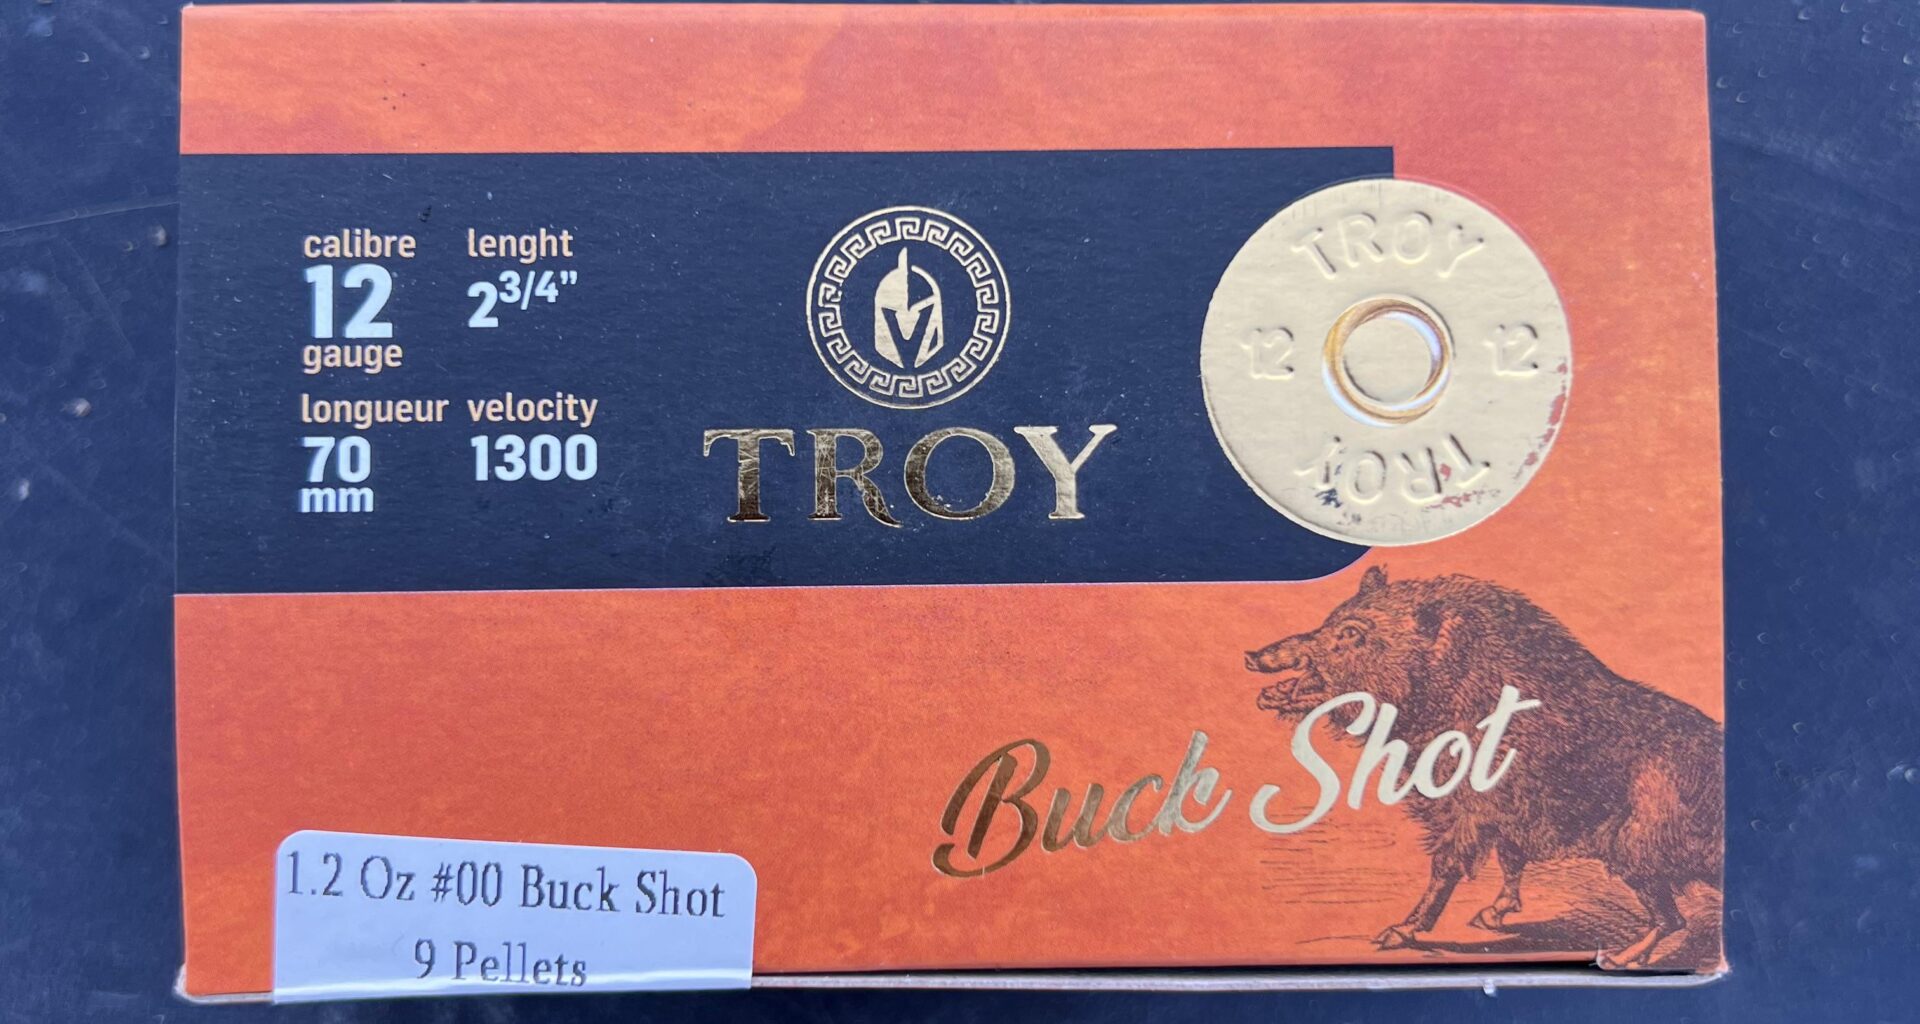 calibre
12
gauge
lenght
2 3/4”
longueur
70
mm
velocity
1300
TROY
TROY
12 12
TROY
Buck Shot
1.2 Oz #00 Buck Shot
9 Pellets